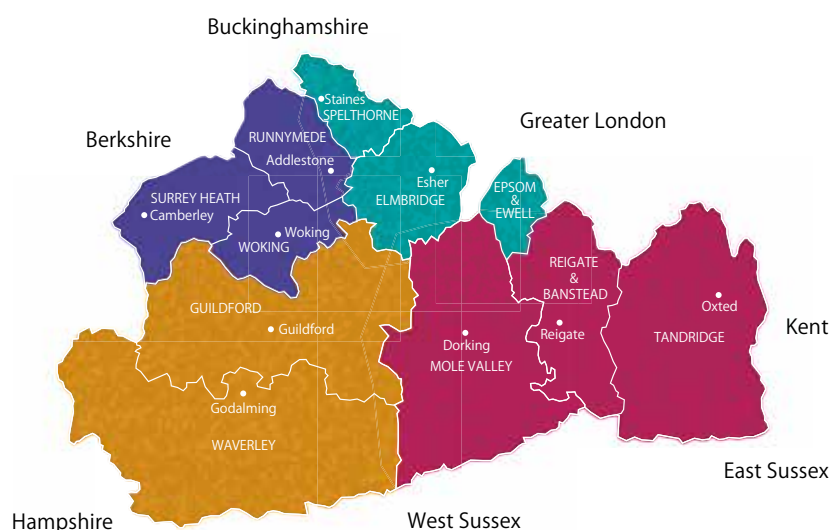 Buckinghamshire
Staines
SPELTHORNE
Greater London
Berkshire
RUNNYMEDE
Addlestone
Esher
ELMBRIDGE
EPSOM
&
EWELL
SURREY HEATH
Camberley
Woking
WOKING
REIGATE
&
BANSTEAD
GUILDFORD
Guildford
Oxted
Kent
Dorking
MOLE VALLEY
Reigate
TANDRIDGE
Godalming
WAVERLEY
East Sussex
Hampshire
West Sussex